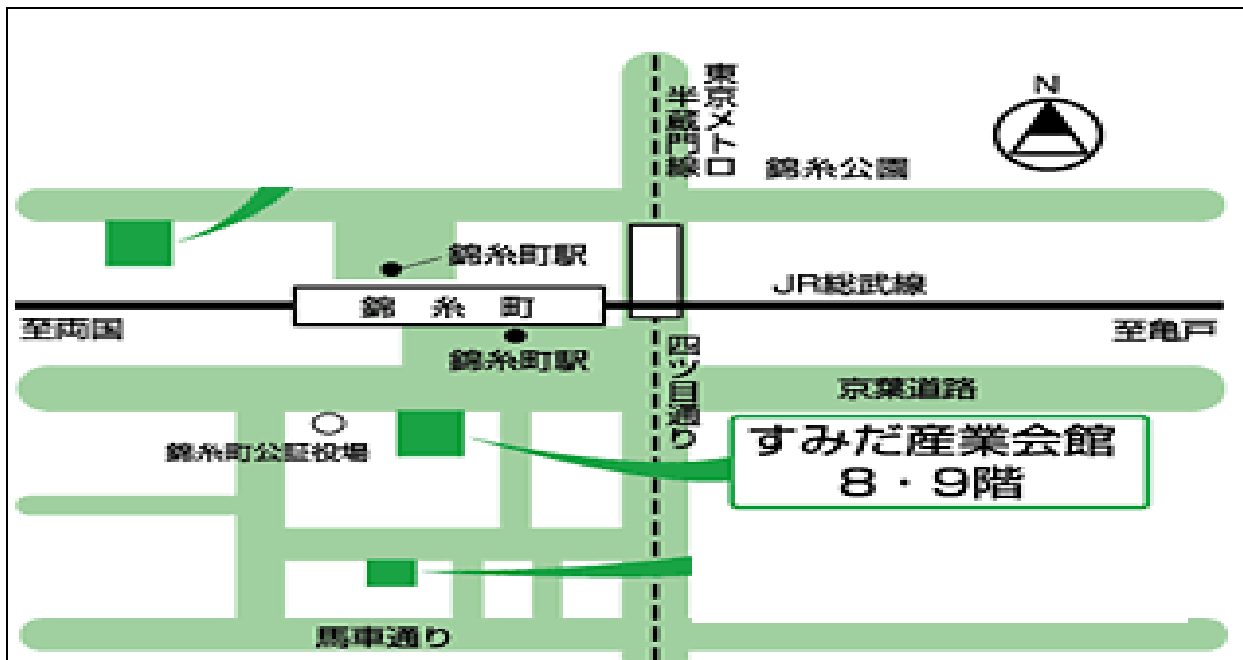 N
東京メトロ
半蔵門線
錦糸公園
錦糸町駅
JR総武線
錦 糸 町
至両国
至亀戸
錦糸町駅
四ツ目通り
京葉道路
錦糸町公証役場
すみだ産業会館
8・9階
馬車通り